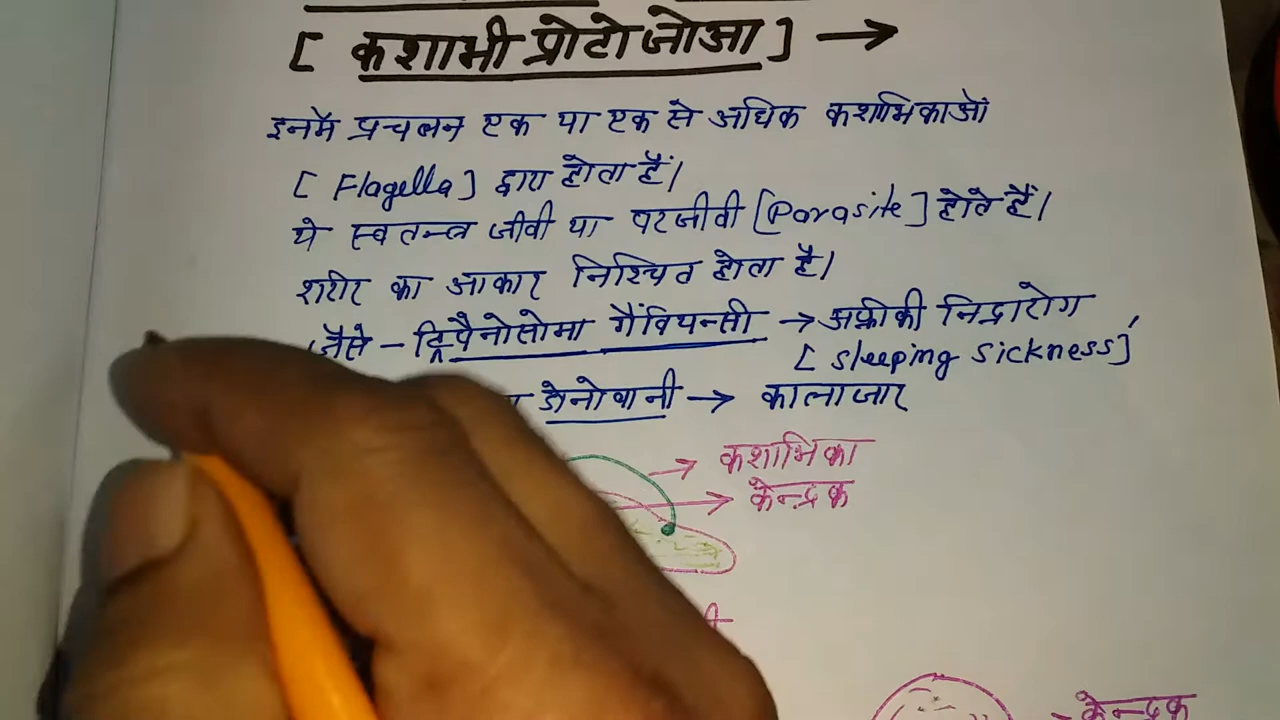 [ कशाभी प्रोटोजोआ ] →
इनमें प्रचलन एक या एक से अधिक कशाभिकाओं
[ Flagella ] द्वारा होता हैं।
ये स्वतन्त्र जीवी या परजीवी [Parasite] होते हैं।
शरीर का आकार निश्चित होता है।
जैसे - ट्रिपैनोसोमा गैंवियन्सी → अफ्रीकी निद्रारोग
[ Sleeping Sickness ]
डोनोवानी → कालाजार
कशाभिका
केन्द्रक
केन्द्रक